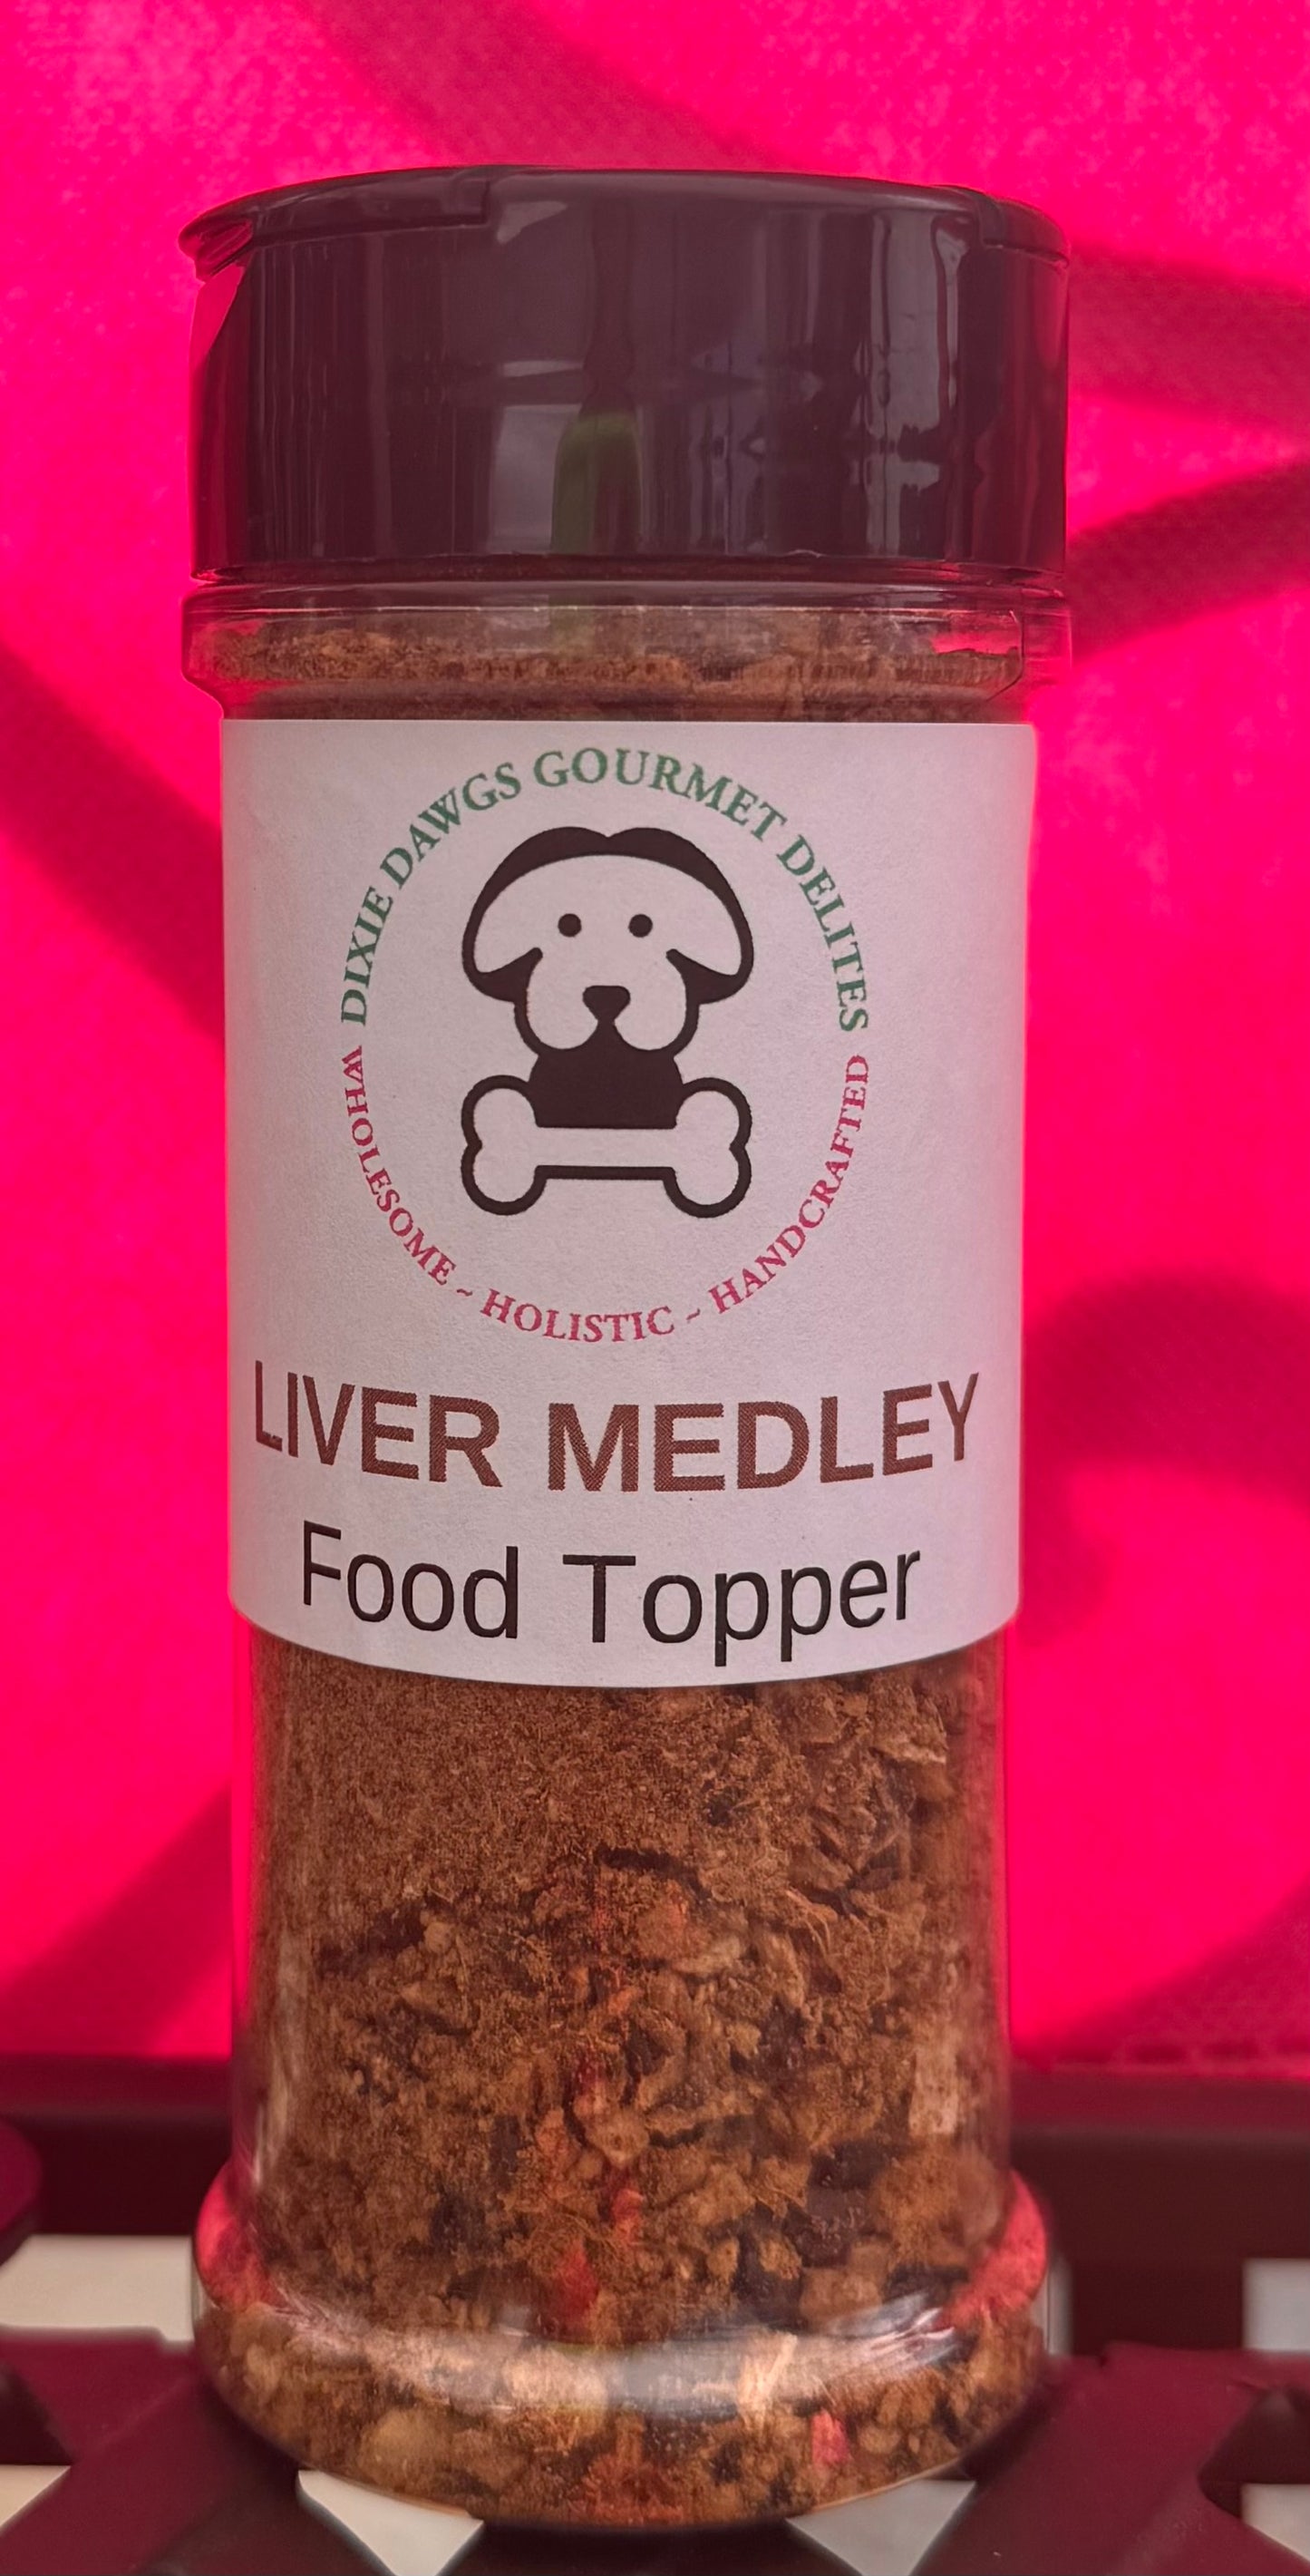 DIXIE DAWGS GOURMET DELITES
WHOLESOME ~ HOLISTIC ~ HANDCRAFTED
LIVER MEDLEY
Food Topper